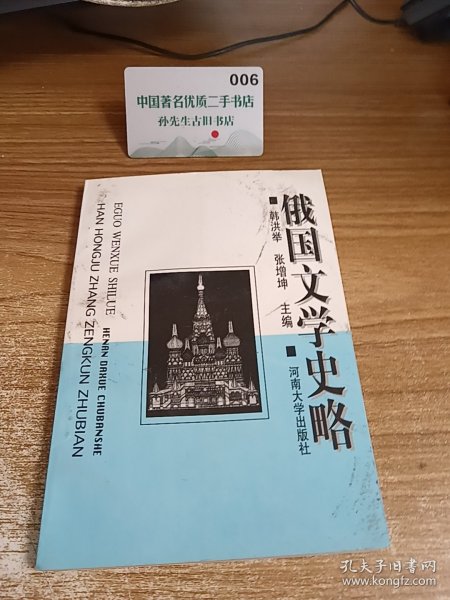 006
中国著名优质二手书店
孙先生古旧书店
俄国文学史略
韩洪举 张增坤 主编
河南大学出版社
EGUO WENXUE SHILUE
HENAN DAXUE CHUBANSHE
HAN HONGJU ZHANG ZENGKUN ZHUBIAN
孔夫子旧书网
www.kongfz.com